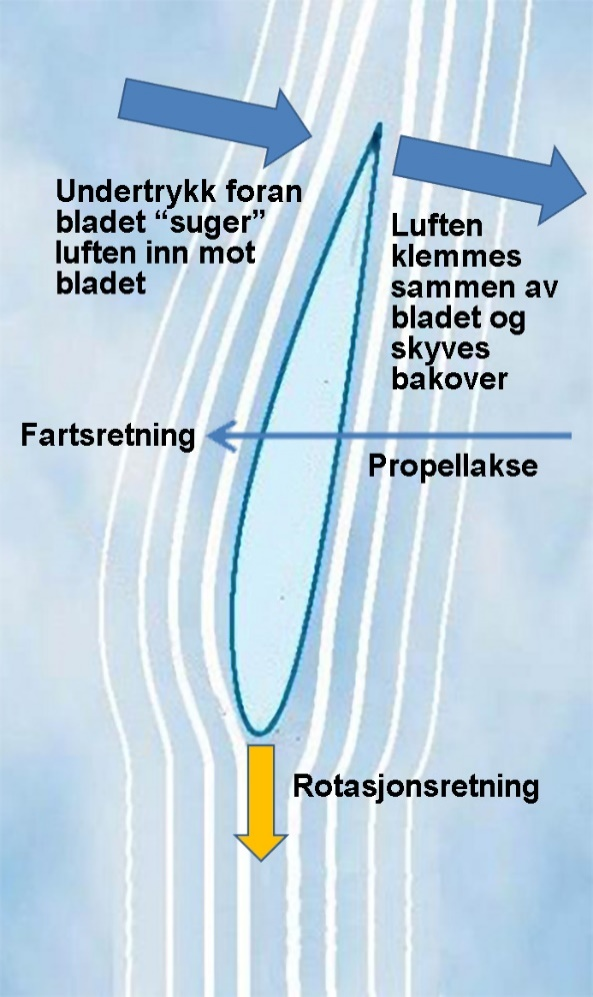 Undertrykk foran
bladet “suger”
luften inn mot
bladet
Luften
klemmes
sammen av
bladet og
skyves
bakover
Fartsretning
Propellakse
Rotasjonsretning